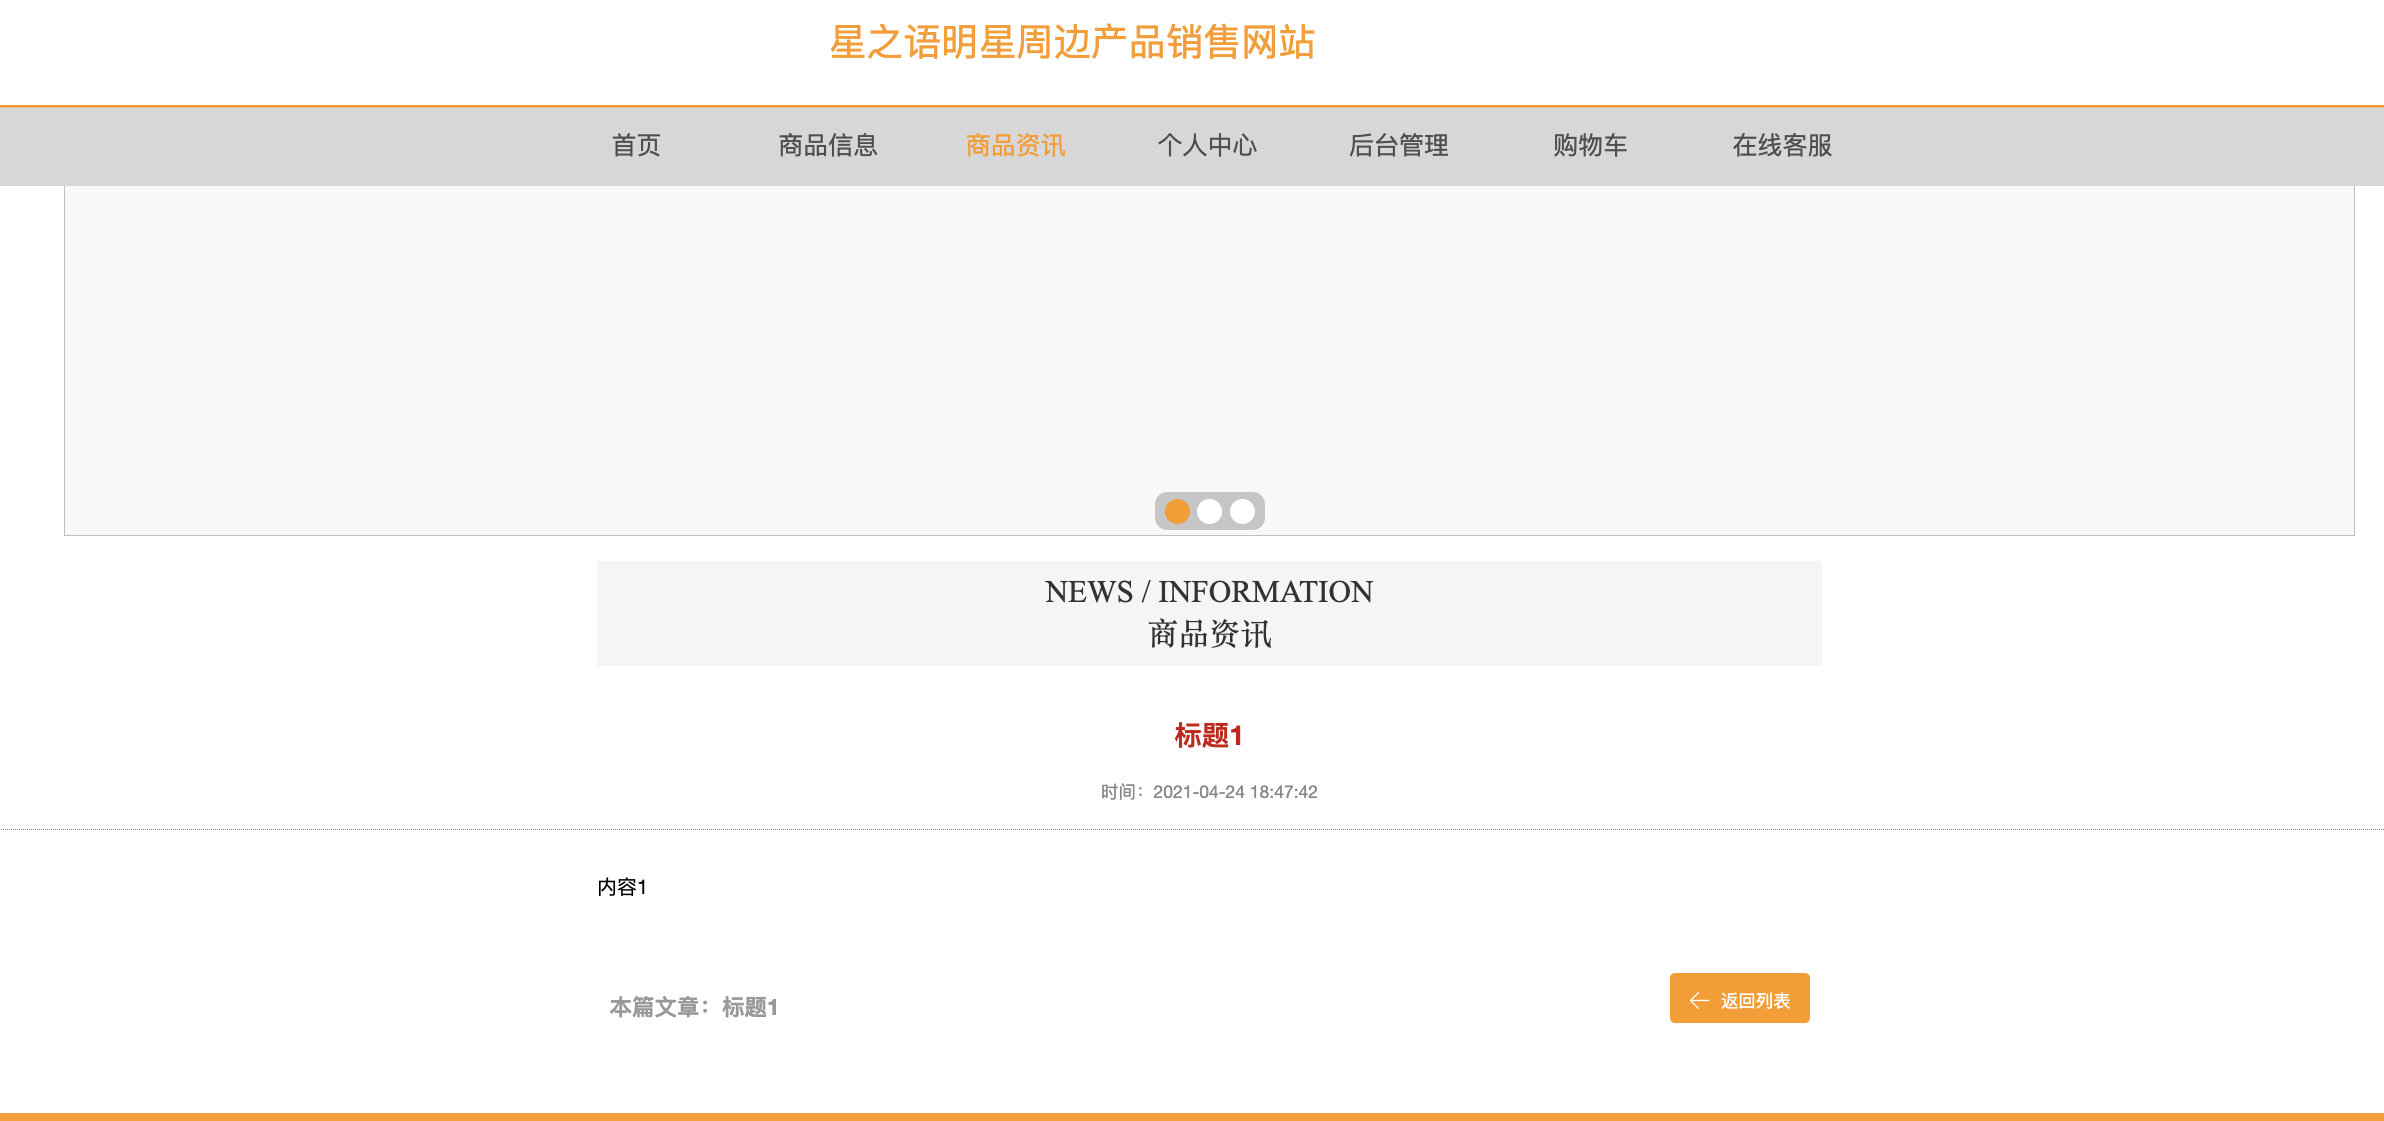 星之语明星周边产品销售网站
首页 商品信息 商品资讯 个人中心 后台管理 购物车 在线客服
NEWS / INFORMATION
商品资讯
标题1
时间：2021-04-24 18:47:42
内容1
本篇文章：标题1
返回列表